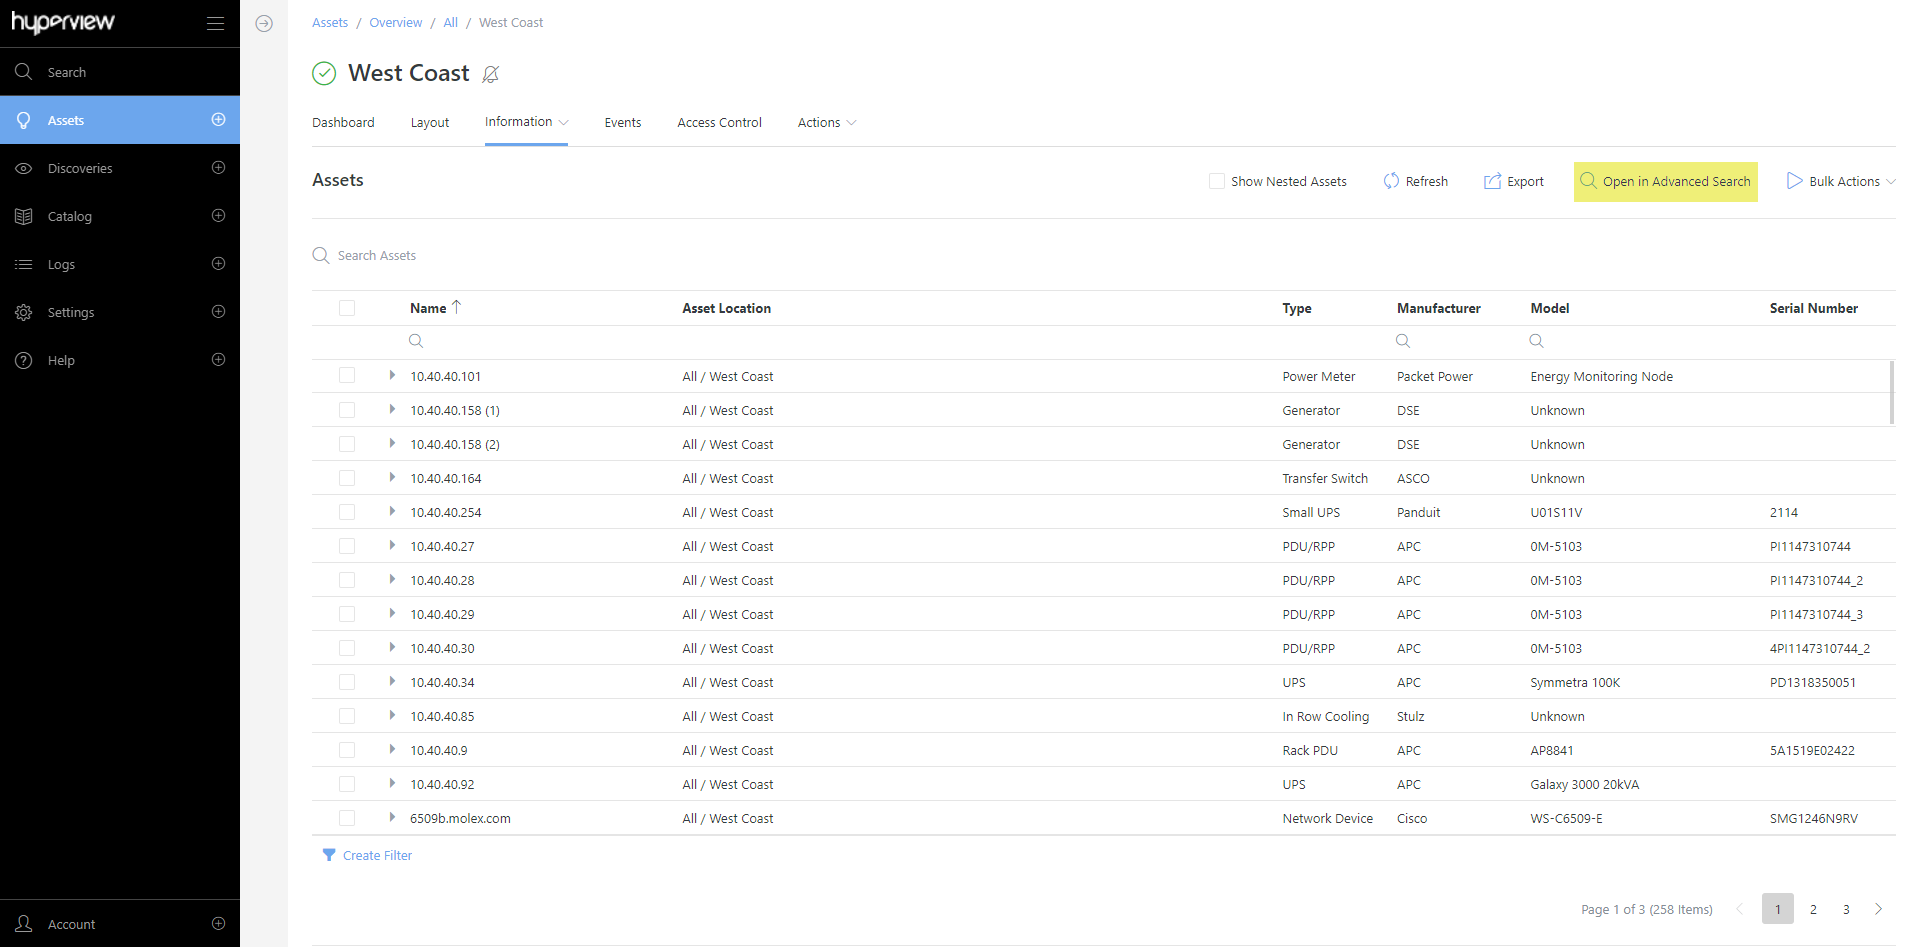 hyperview
Search
Assets
Discoveries
Catalog
Logs
Settings
Help
Account
Assets / Overview / All / West Coast
West Coast
Dashboard Layout Information Events Access Control Actions
Assets Show Nested Assets Refresh Export Open in Advanced Search Bulk Actions
Search Assets
Name Asset Location Type Manufacturer Model Serial Number
10.40.40.101 All / West Coast Power Meter Packet Power Energy Monitoring Node
10.40.40.158 (1) All / West Coast Generator DSE Unknown
10.40.40.158 (2) All / West Coast Generator DSE Unknown
10.40.40.164 All / West Coast Transfer Switch ASCO Unknown
10.40.40.254 All / West Coast Small UPS Panduit U01S11V 2114
10.40.40.27 All / West Coast PDU/RPP APC 0M-5103 PI1147310744
10.40.40.28 All / West Coast PDU/RPP APC 0M-5103 PI1147310744_2
10.40.40.29 All / West Coast PDU/RPP APC 0M-5103 PI1147310744_3
10.40.40.30 All / West Coast PDU/RPP APC 0M-5103 4PI1147310744_2
10.40.40.34 All / West Coast UPS APC Symmetra 100K PD1318350051
10.40.40.85 All / West Coast In Row Cooling Stulz Unknown
10.40.40.9 All / West Coast Rack PDU APC AP8841 5A1519E02422
10.40.40.92 All / West Coast UPS APC Galaxy 3000 20kVA
6509b.molex.com All / West Coast Network Device Cisco WS-C6509-E SMG1246N9RV
Create Filter
Page 1 of 3 (258 Items) 1 2 3